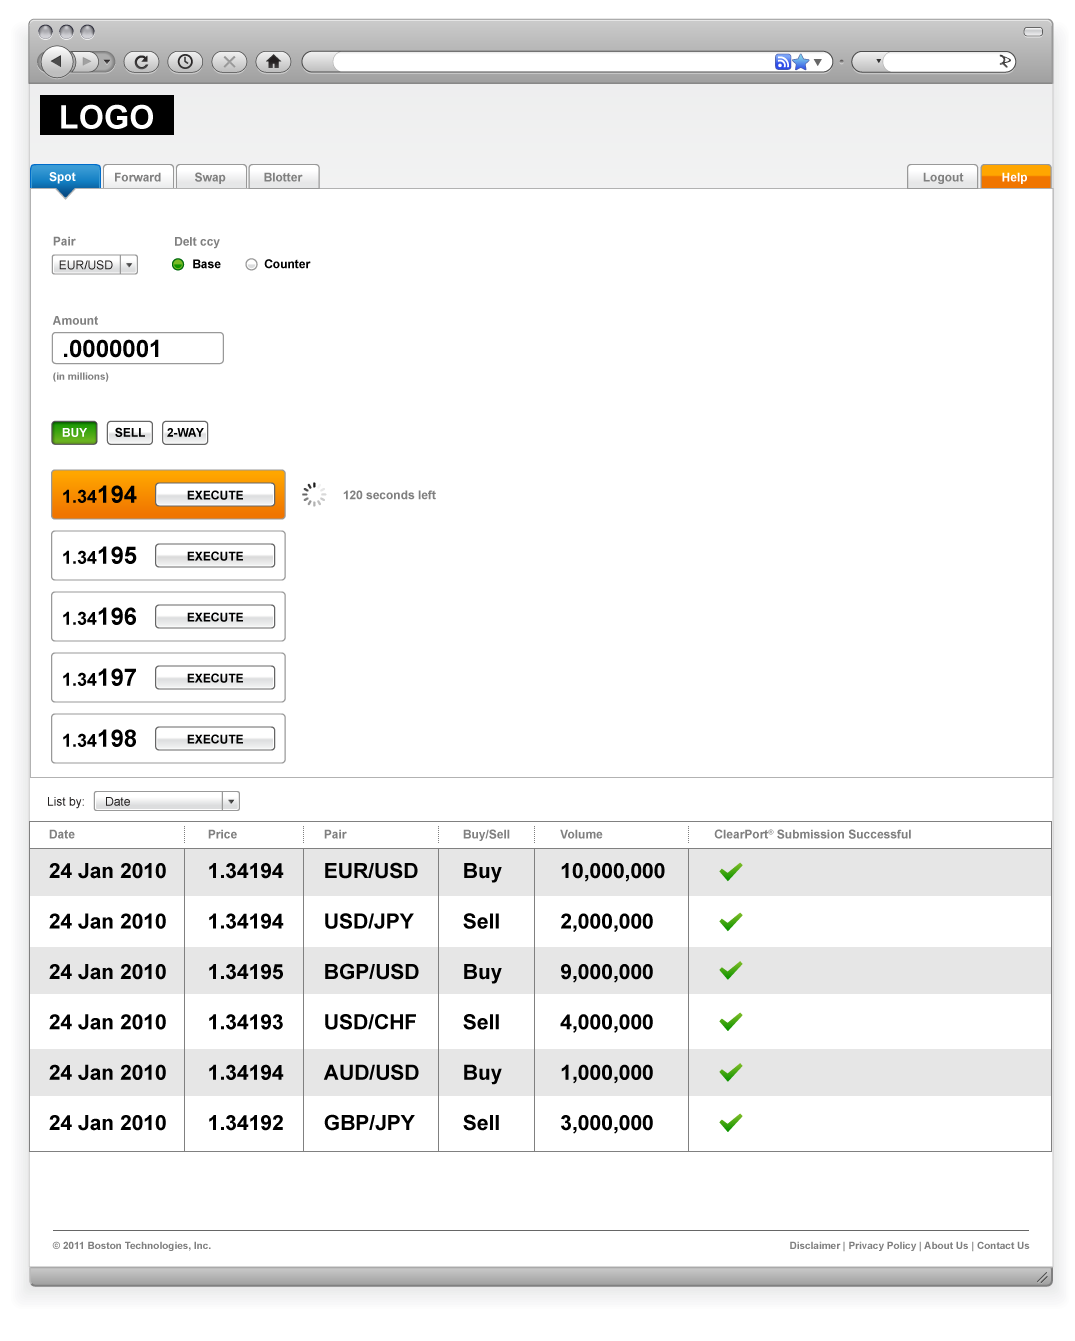 LOGO
Spot Forward Swap Blotter Logout Help
Pair Delt ccy
EUR/USD Base Counter
Amount
.0000001
(in millions)
BUY SELL 2-WAY
1.34194 EXECUTE 120 seconds left
1.34195 EXECUTE
1.34196 EXECUTE
1.34197 EXECUTE
1.34198 EXECUTE
List by: Date
Date Price Pair Buy/Sell Volume ClearPort® Submission Successful
24 Jan 2010 1.34194 EUR/USD Buy 10,000,000
24 Jan 2010 1.34194 USD/JPY Sell 2,000,000
24 Jan 2010 1.34195 BGP/USD Buy 9,000,000
24 Jan 2010 1.34193 USD/CHF Sell 4,000,000
24 Jan 2010 1.34194 AUD/USD Buy 1,000,000
24 Jan 2010 1.34192 GBP/JPY Sell 3,000,000
© 2011 Boston Technologies, Inc. Disclaimer | Privacy Policy | About Us | Contact Us